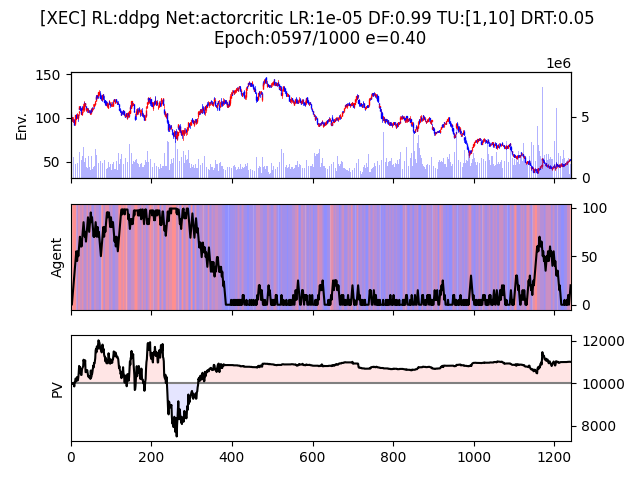 [XEC] RL:ddpg Net:actorcritic LR:1e-05 DF:0.99 TU:[1,10] DRT:0.05
Epoch:0597/1000 e=0.40
1e6
150
100
50
Env.
5
0
Agent
100
50
0
PV
12000
10000
8000
0 200 400 600 800 1000 1200